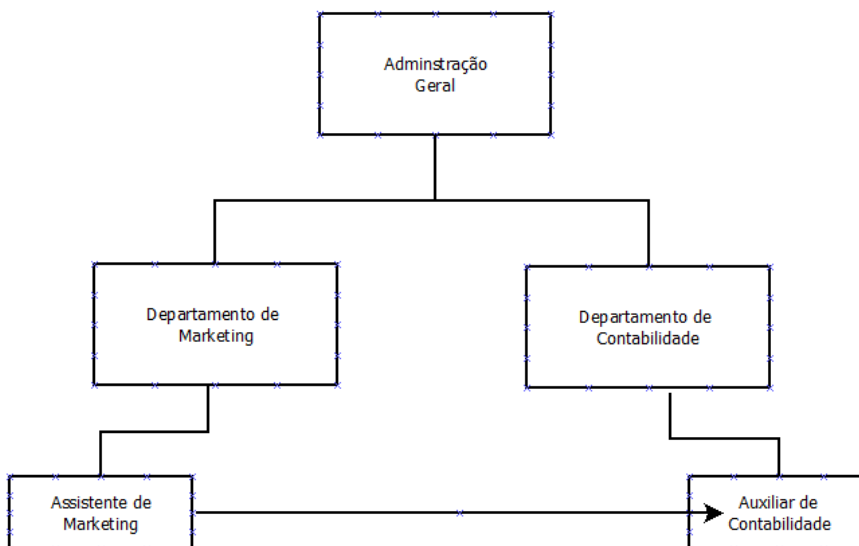 Adminstração
Geral
Departamento de
Marketing
Departamento de
Contabilidade
Assistente de
Marketing
Auxiliar de
Contabilidade